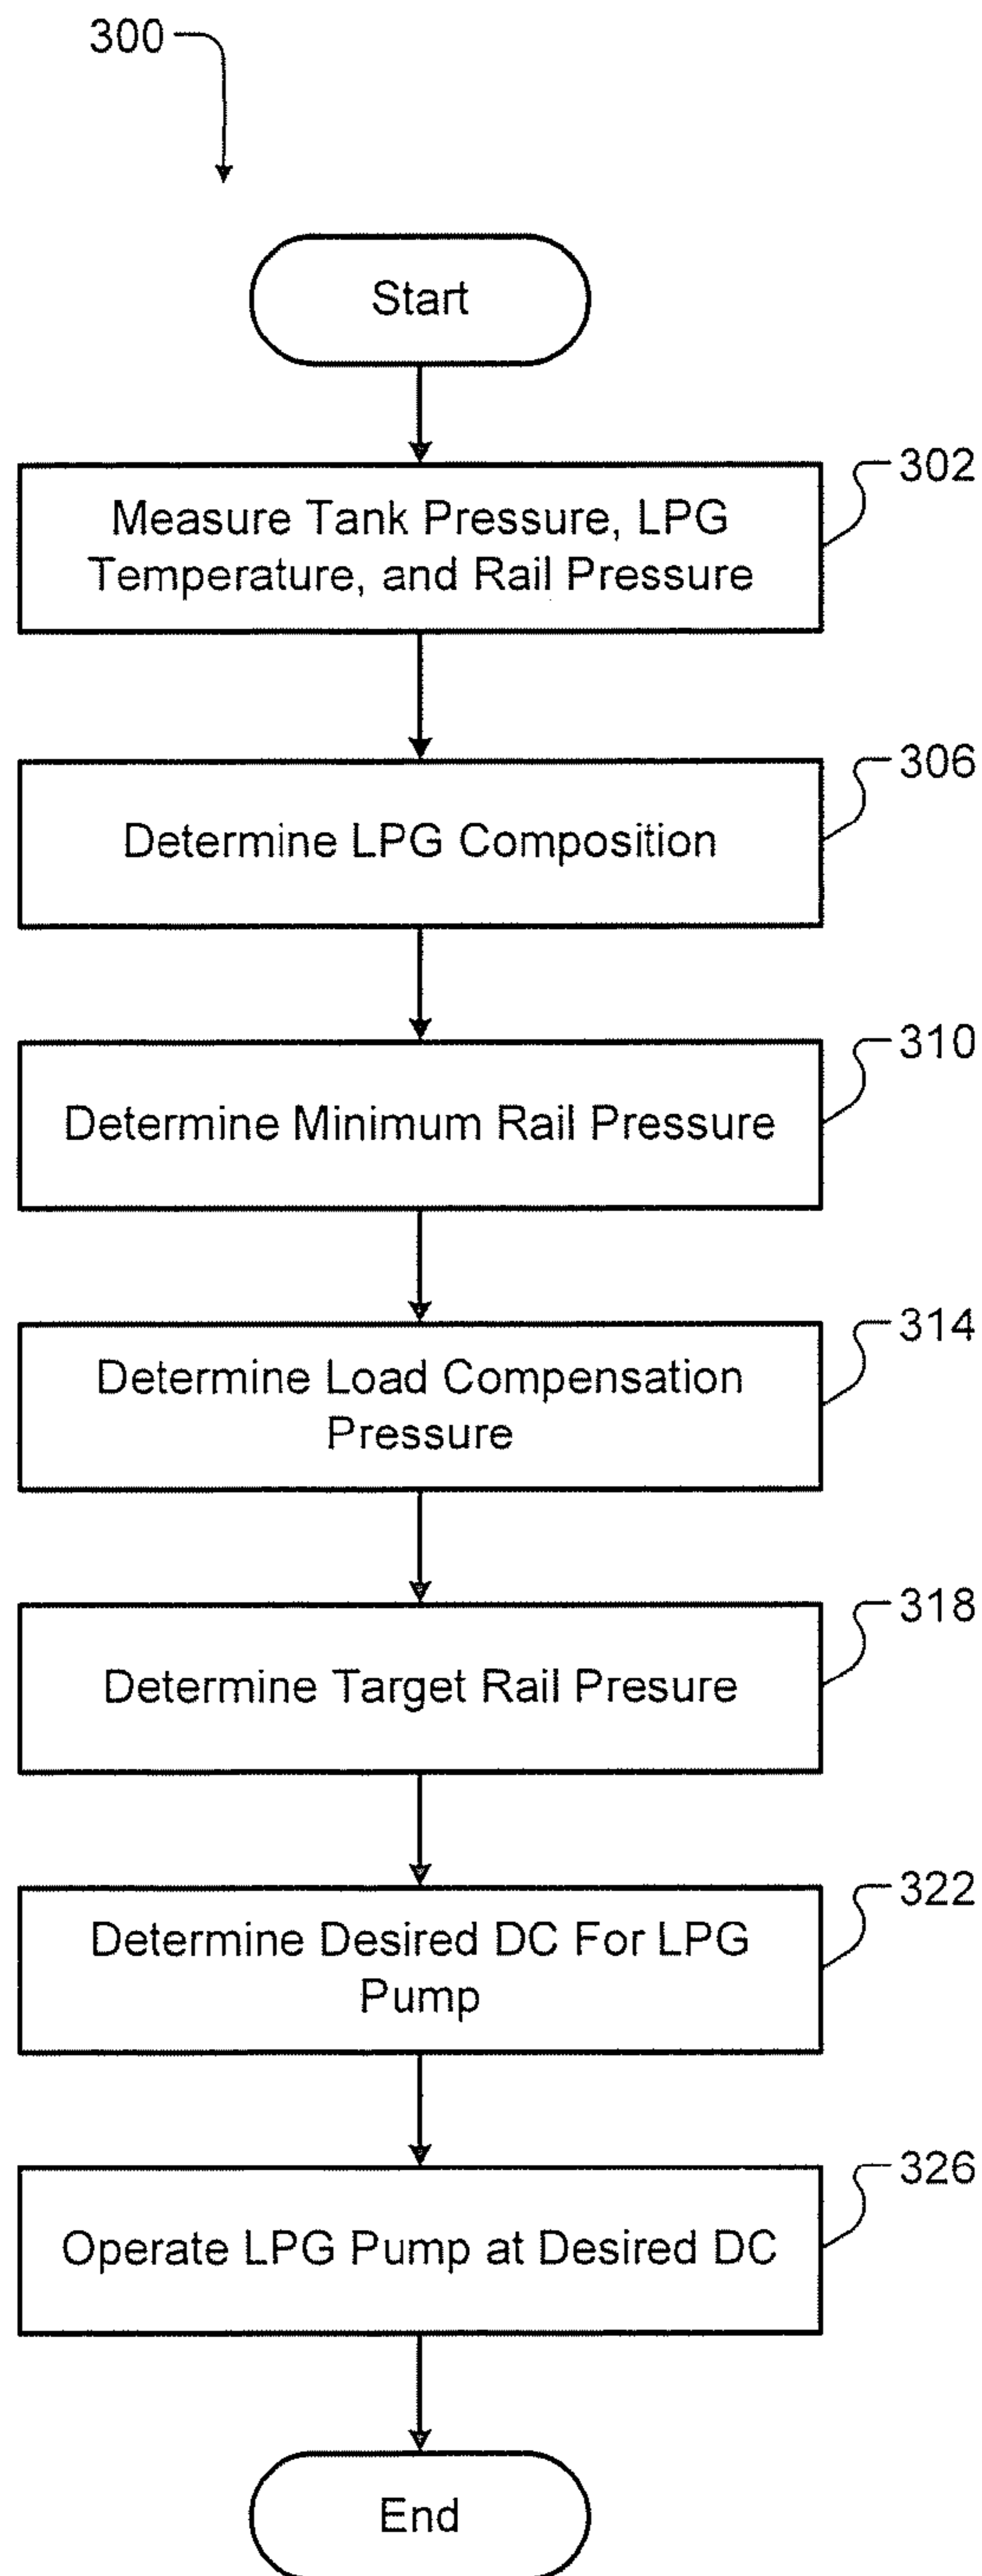 300
Start
302
Measure Tank Pressure, LPG
Temperature, and Rail Pressure
306
Determine LPG Composition
310
Determine Minimum Rail Pressure
314
Determine Load Compensation
Pressure
318
Determine Target Rail Presure
322
Determine Desired DC For LPG
Pump
326
Operate LPG Pump at Desired DC
End